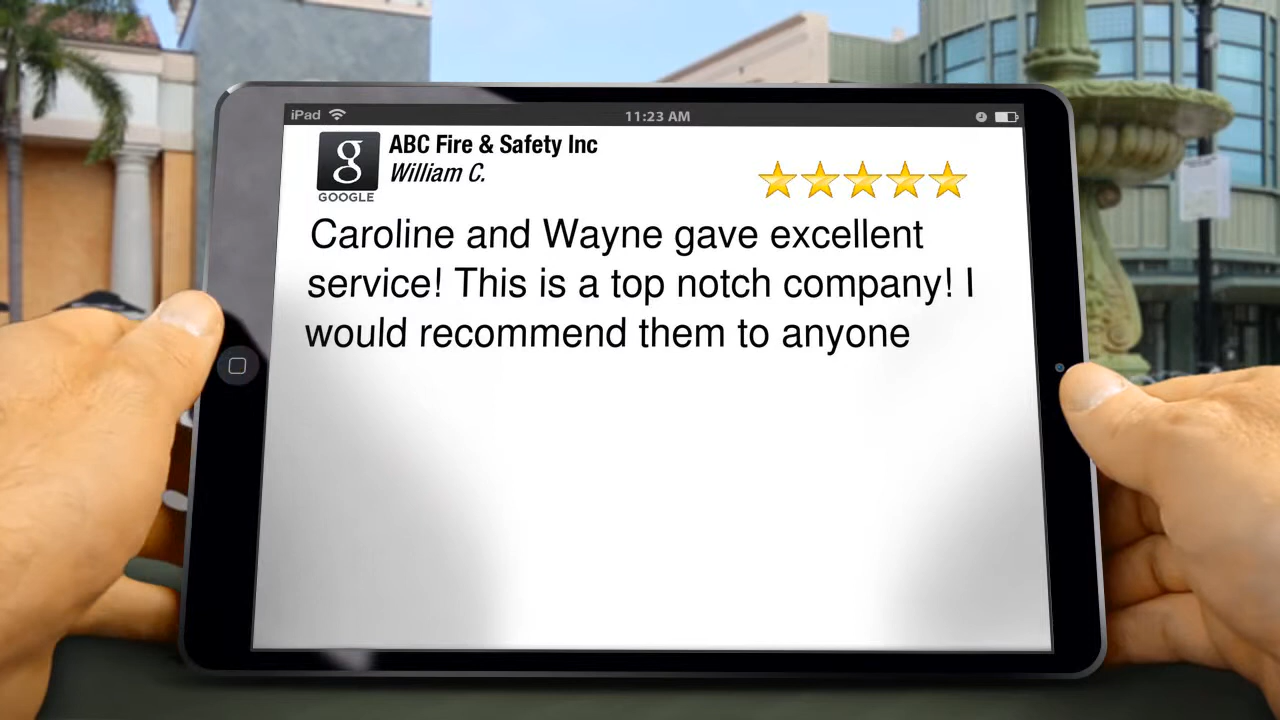 iPad 11:23 AM
g
GOOGLE
ABC Fire & Safety Inc
William C.
Caroline and Wayne gave excellent
service! This is a top notch company! I
would recommend them to anyone